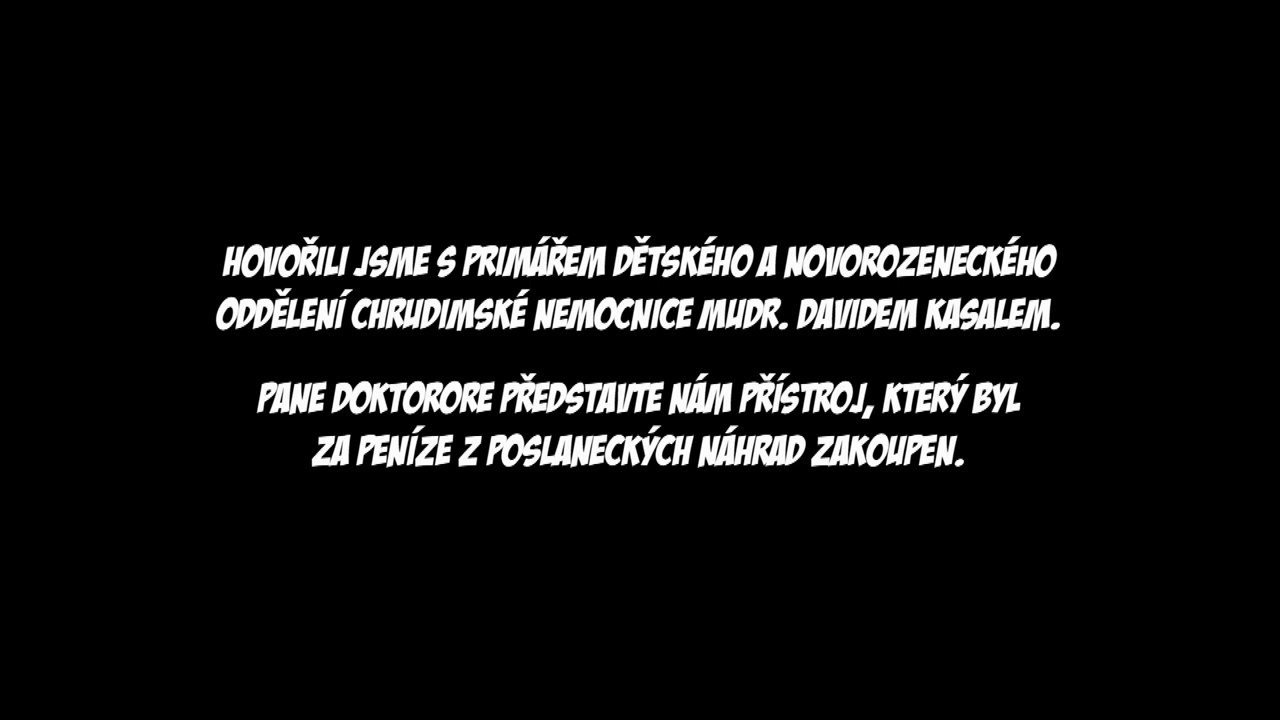 HOVOŘILI JSME S PRIMÁŘEM DĚTSKÉHO A NOVOROZENECKÉHO
ODDĚLENÍ CHRUDIMSKÉ NEMOCNICE MUDR. DAVIDEM KASALEM.
PANE DOKTORORE PŘEDSTAVTE NÁM PŘÍSTROJ, KTERÝ BYL
ZA PENÍZE Z POSLANECKÝCH NÁHRAD ZAKOUPEN.